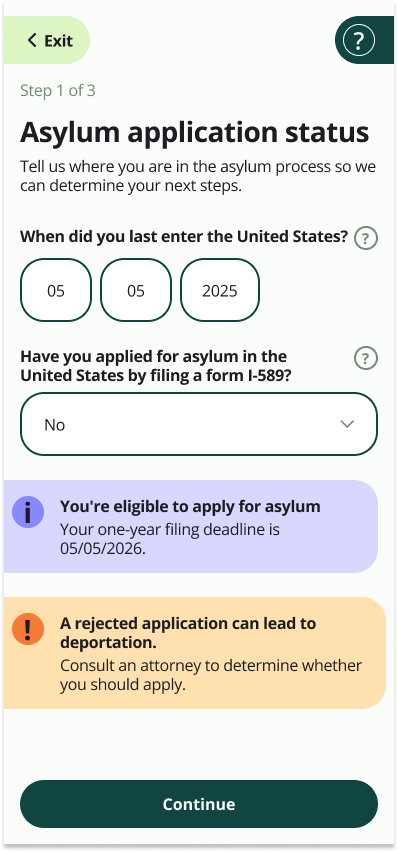 Exit
?
Step 1 of 3
Asylum application status
Tell us where you are in the asylum process so we
can determine your next steps.
When did you last enter the United States? ?
05 05 2025
Have you applied for asylum in the ?
United States by filing a form I-589?
No
i You're eligible to apply for asylum
Your one-year filing deadline is
05/05/2026.
! A rejected application can lead to
deportation.
Consult an attorney to determine whether
you should apply.
Continue